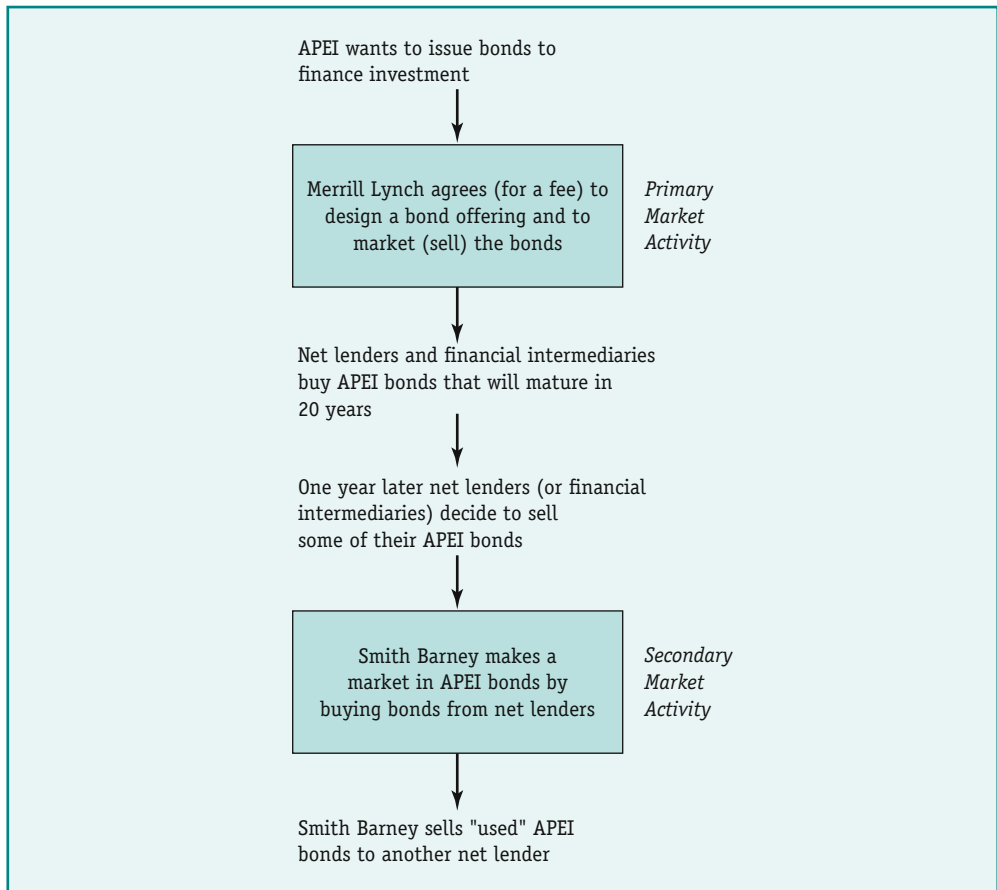 APEI wants to issue bonds to
finance investment
Merrill Lynch agrees (for a fee) to
design a bond offering and to
market (sell) the bonds
Primary
Market
Activity
Net lenders and financial intermediaries
buy APEI bonds that will mature in
20 years
One year later net lenders (or financial
intermediaries) decide to sell
some of their APEI bonds
Smith Barney makes a
market in APEI bonds by
buying bonds from net lenders
Secondary
Market
Activity
Smith Barney sells "used" APEI
bonds to another net lender